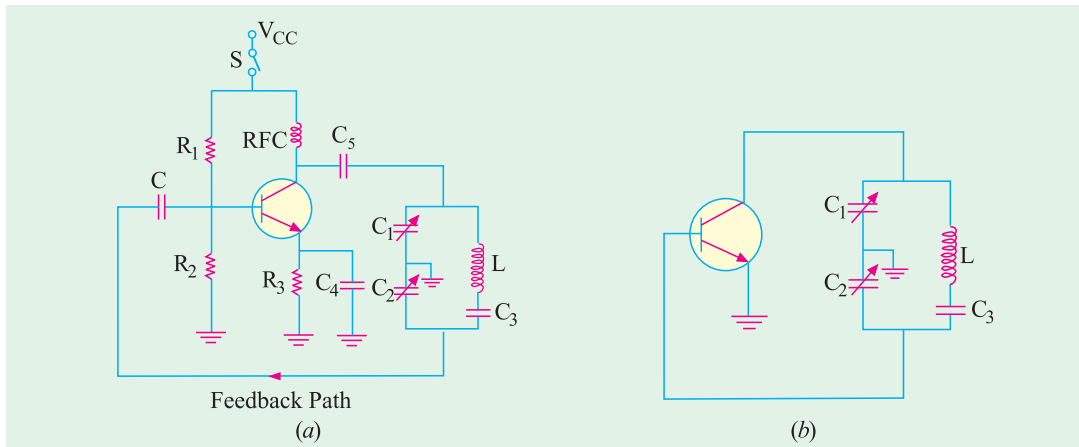 V_CC
S
R_1
RFC
C_5
C
C_1
R_2
R_3
C_4
C_2
L
C_3
Feedback Path
(a)
C_1
C_2
L
C_3
(b)